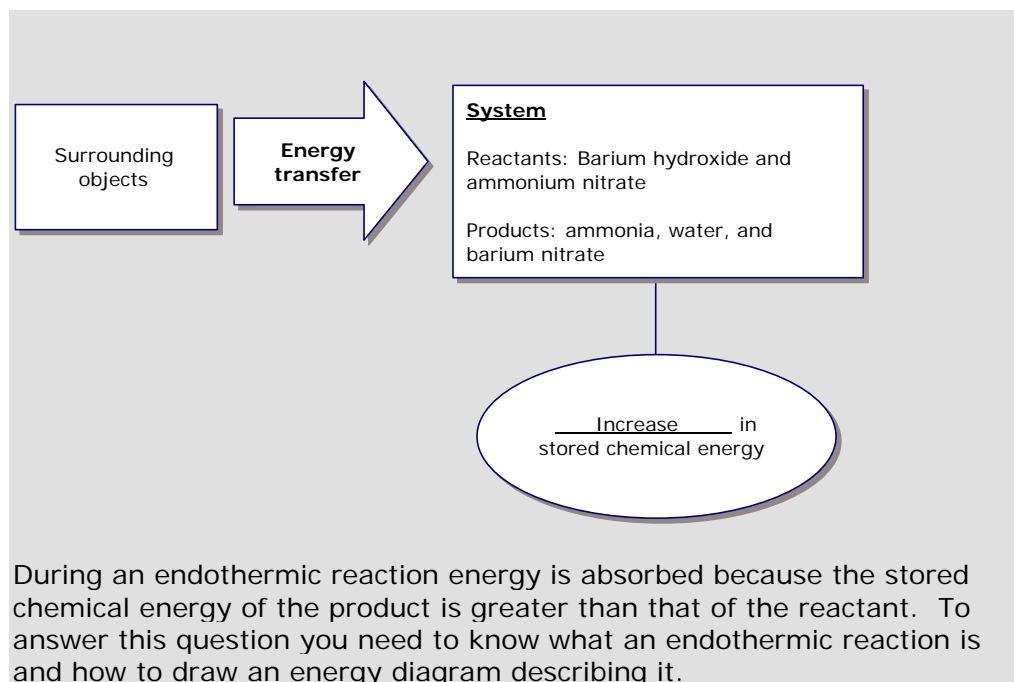 Surrounding
objects
Energy
transfer
System
Reactants: Barium hydroxide and
ammonium nitrate
Products: ammonia, water, and
barium nitrate
Increase in
stored chemical energy
During an endothermic reaction energy is absorbed because the stored
chemical energy of the product is greater than that of the reactant. To
answer this question you need to know what an endothermic reaction is
and how to draw an energy diagram describing it.